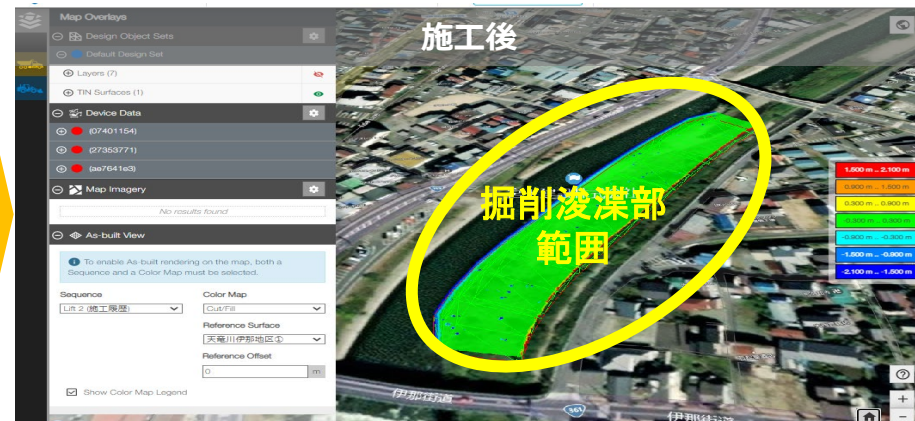 Map Overlays
施工後
Design Object Sets
Default Design Set
Layers (7)
TIN Surfaces (1)
Device Data
(07401154)
(27353771)
(ae7641e3)
Map Imagery
No results found
As-built View
To enable As-built rendering on the map, both a
Sequence and a Color Map must be selected.
Sequence
Color Map
Lift 2 (施工履歴)
Cut/Fill
Reference Surface
天竜川伊那地区①
Reference Offset
0
m
Show Color Map Legend
掘削浚渫部
範囲
1.500 m .. 2.100 m
0.900 m .. 1.500 m
0.300 m .. 0.900 m
-0.300 m .. 0.300 m
-0.900 m .. -0.300 m
-1.500 m .. -0.900 m
-2.100 m .. -1.500 m
伊那街道
361
伊那街道